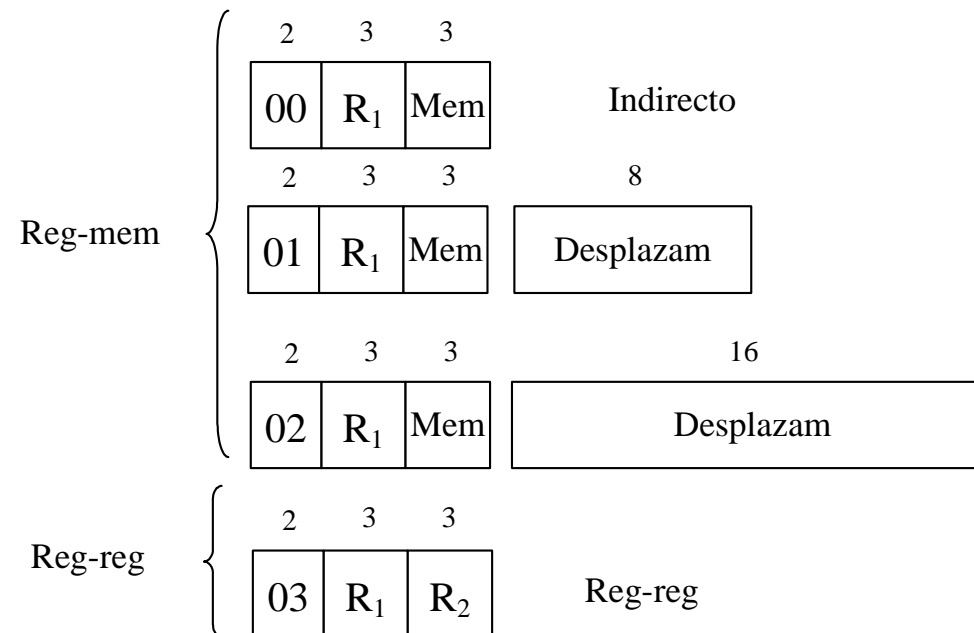 2 3 3
00 R₁ Mem Indirecto
2 3 3 8
Reg-mem
01 R₁ Mem Desplazam
2 3 3 16
02 R₁ Mem Desplazam
2 3 3
Reg-reg
03 R₁ R₂ Reg-reg